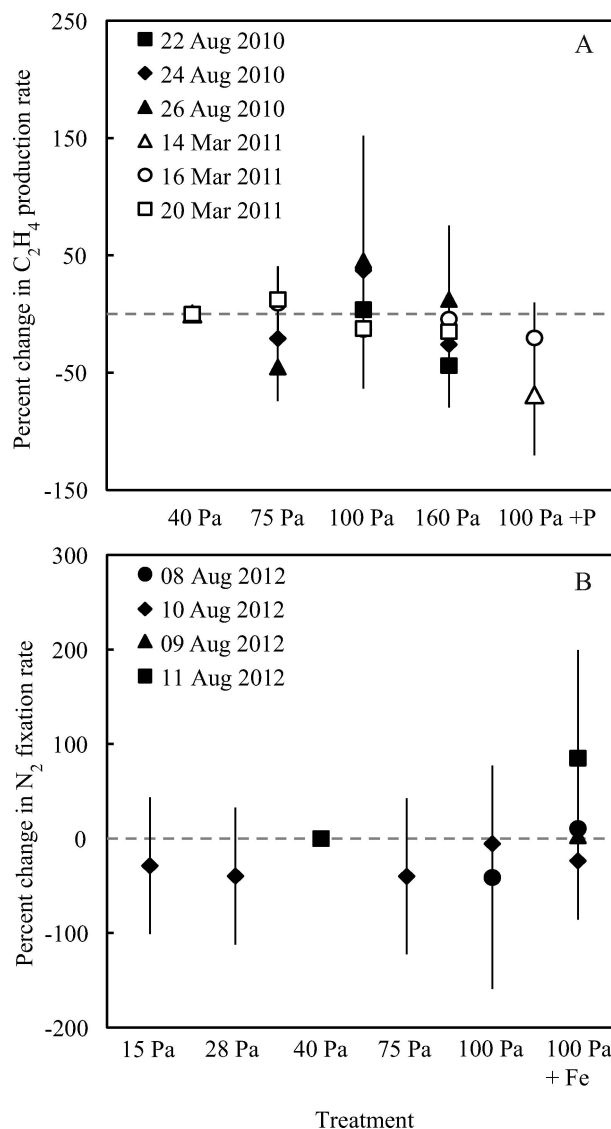 250
150
50
-50
-150
Percent change in C₂H₄ production rate
A
22 Aug 2010
24 Aug 2010
26 Aug 2010
14 Mar 2011
16 Mar 2011
20 Mar 2011
40 Pa 75 Pa 100 Pa 160 Pa 100 Pa +P
300
200
100
0
-100
-200
Percent change in N₂ fixation rate
B
08 Aug 2012
10 Aug 2012
09 Aug 2012
11 Aug 2012
15 Pa 28 Pa 40 Pa 75 Pa 100 Pa 100 Pa
+ Fe
Treatment